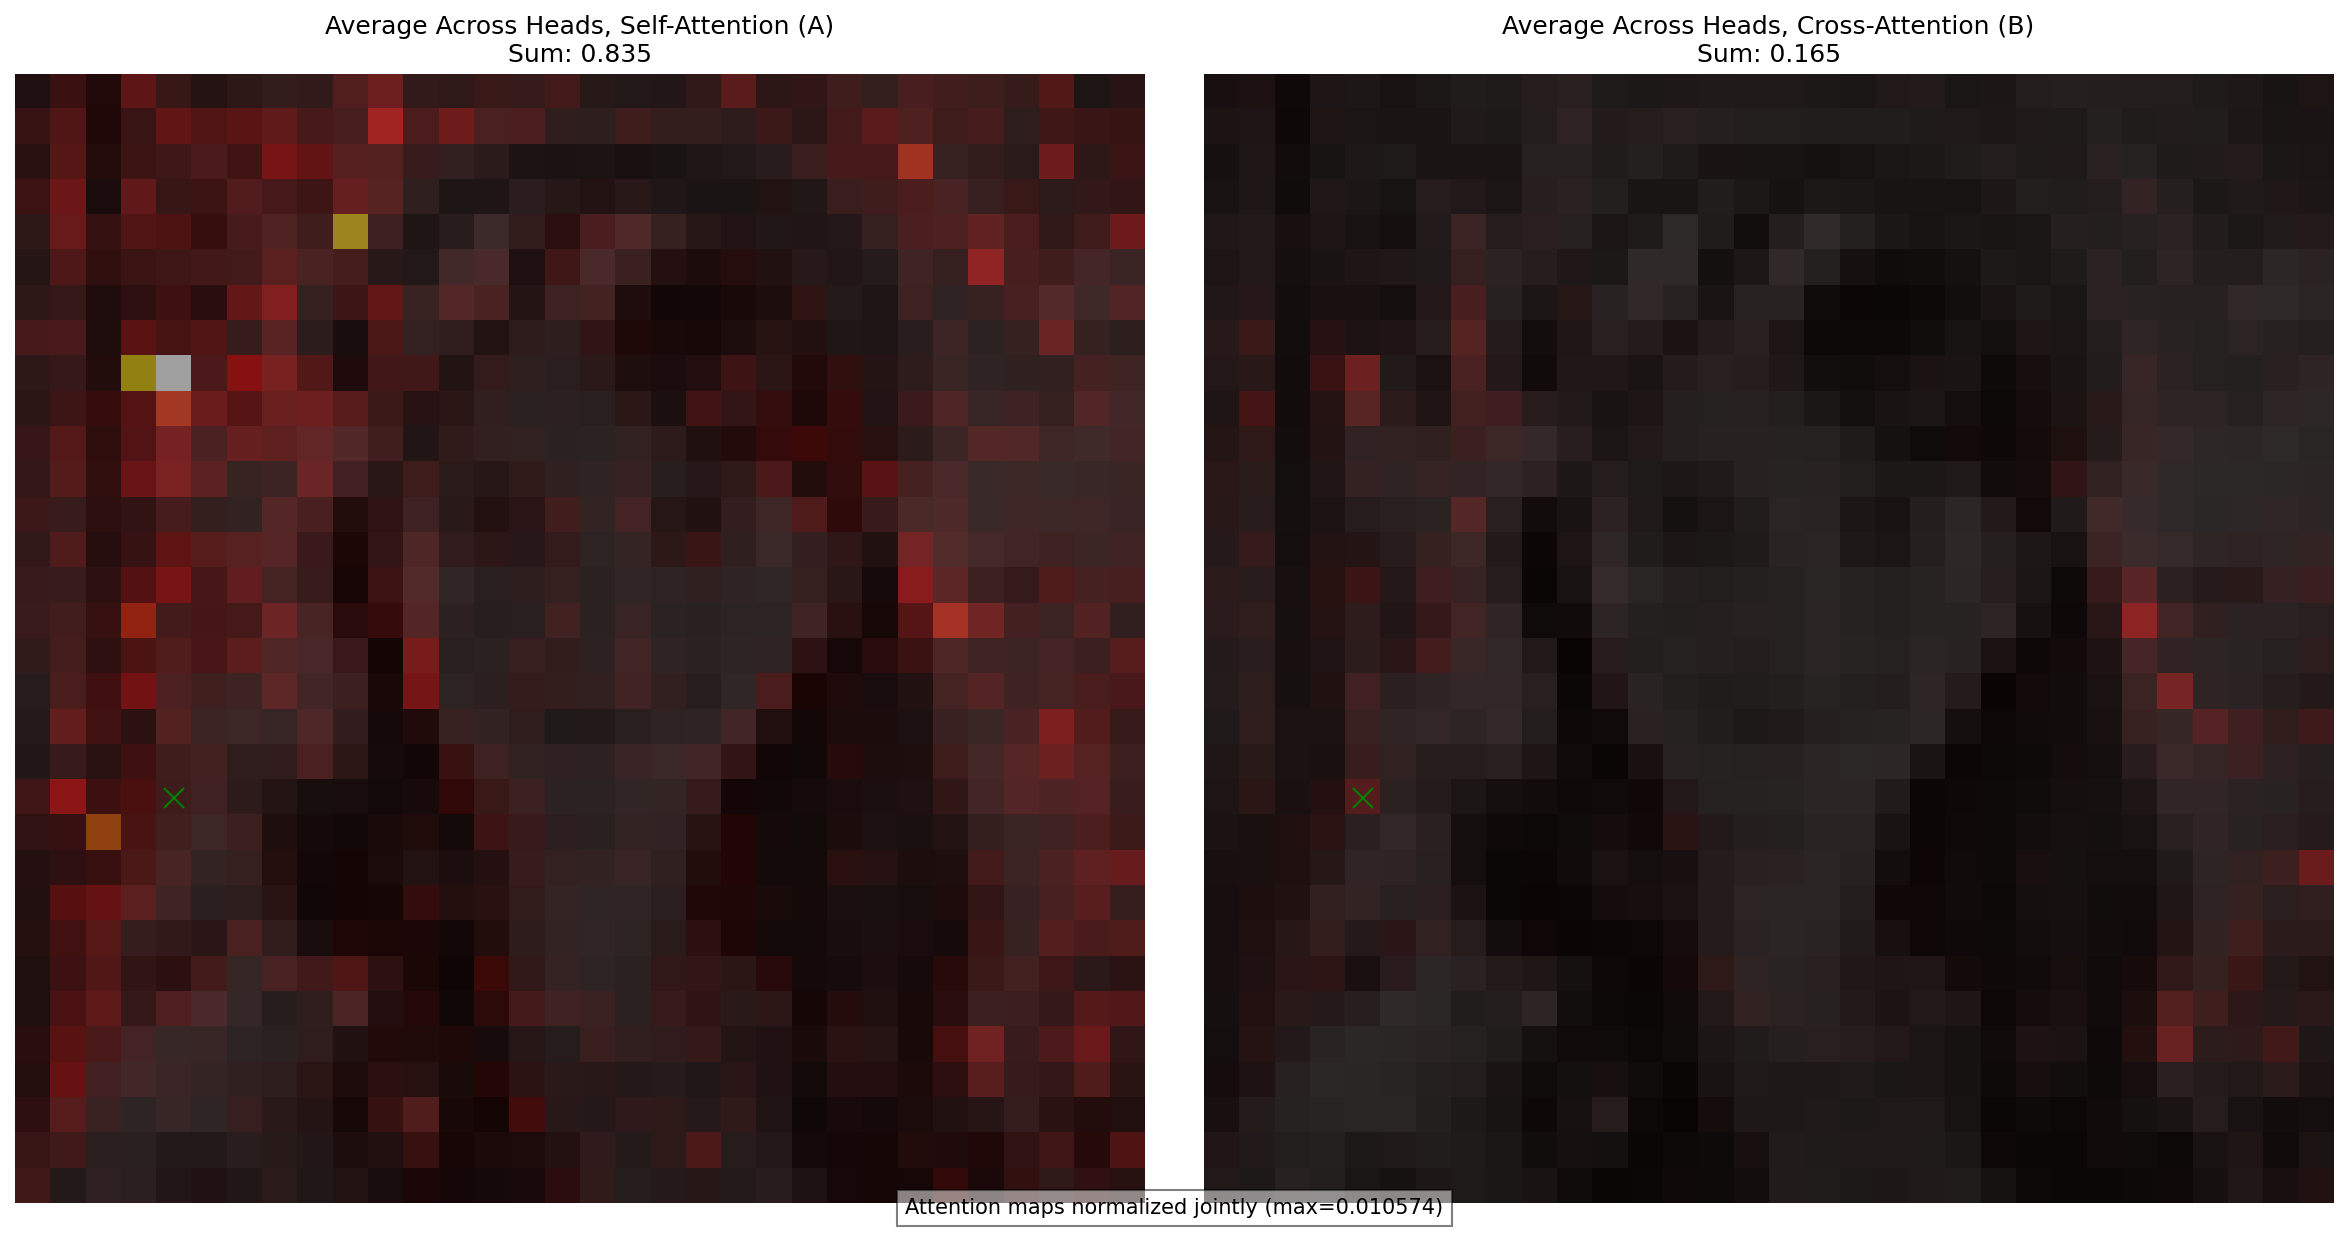 Average Across Heads, Self-Attention (A)
Sum: 0.835
Average Across Heads, Cross-Attention (B)
Sum: 0.165
Attention maps normalized jointly (max=0.010574)